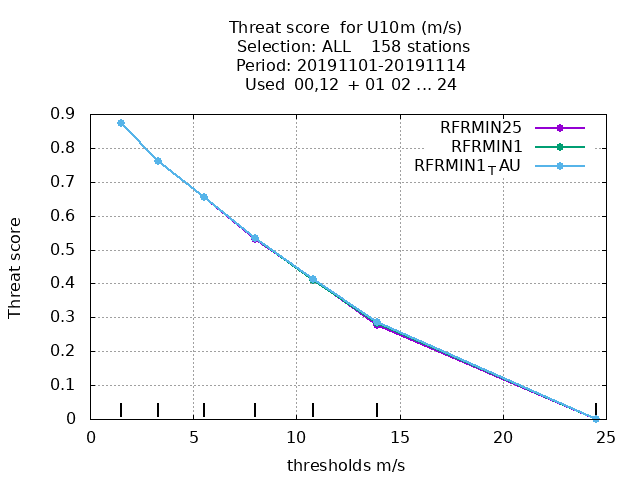 Threat score  for U10m (m/s)
Selection: ALL    158 stations
Period: 20191101-20191114
Used  00,12  + 01 02 ... 24
RFRMIN25
RFRMIN1
RFRMIN1TAU
0.9
0.8
0.7
0.6
0.5
0.4
0.3
0.2
0.1
0
Threat score
0 5 10 15 20 25
thresholds m/s